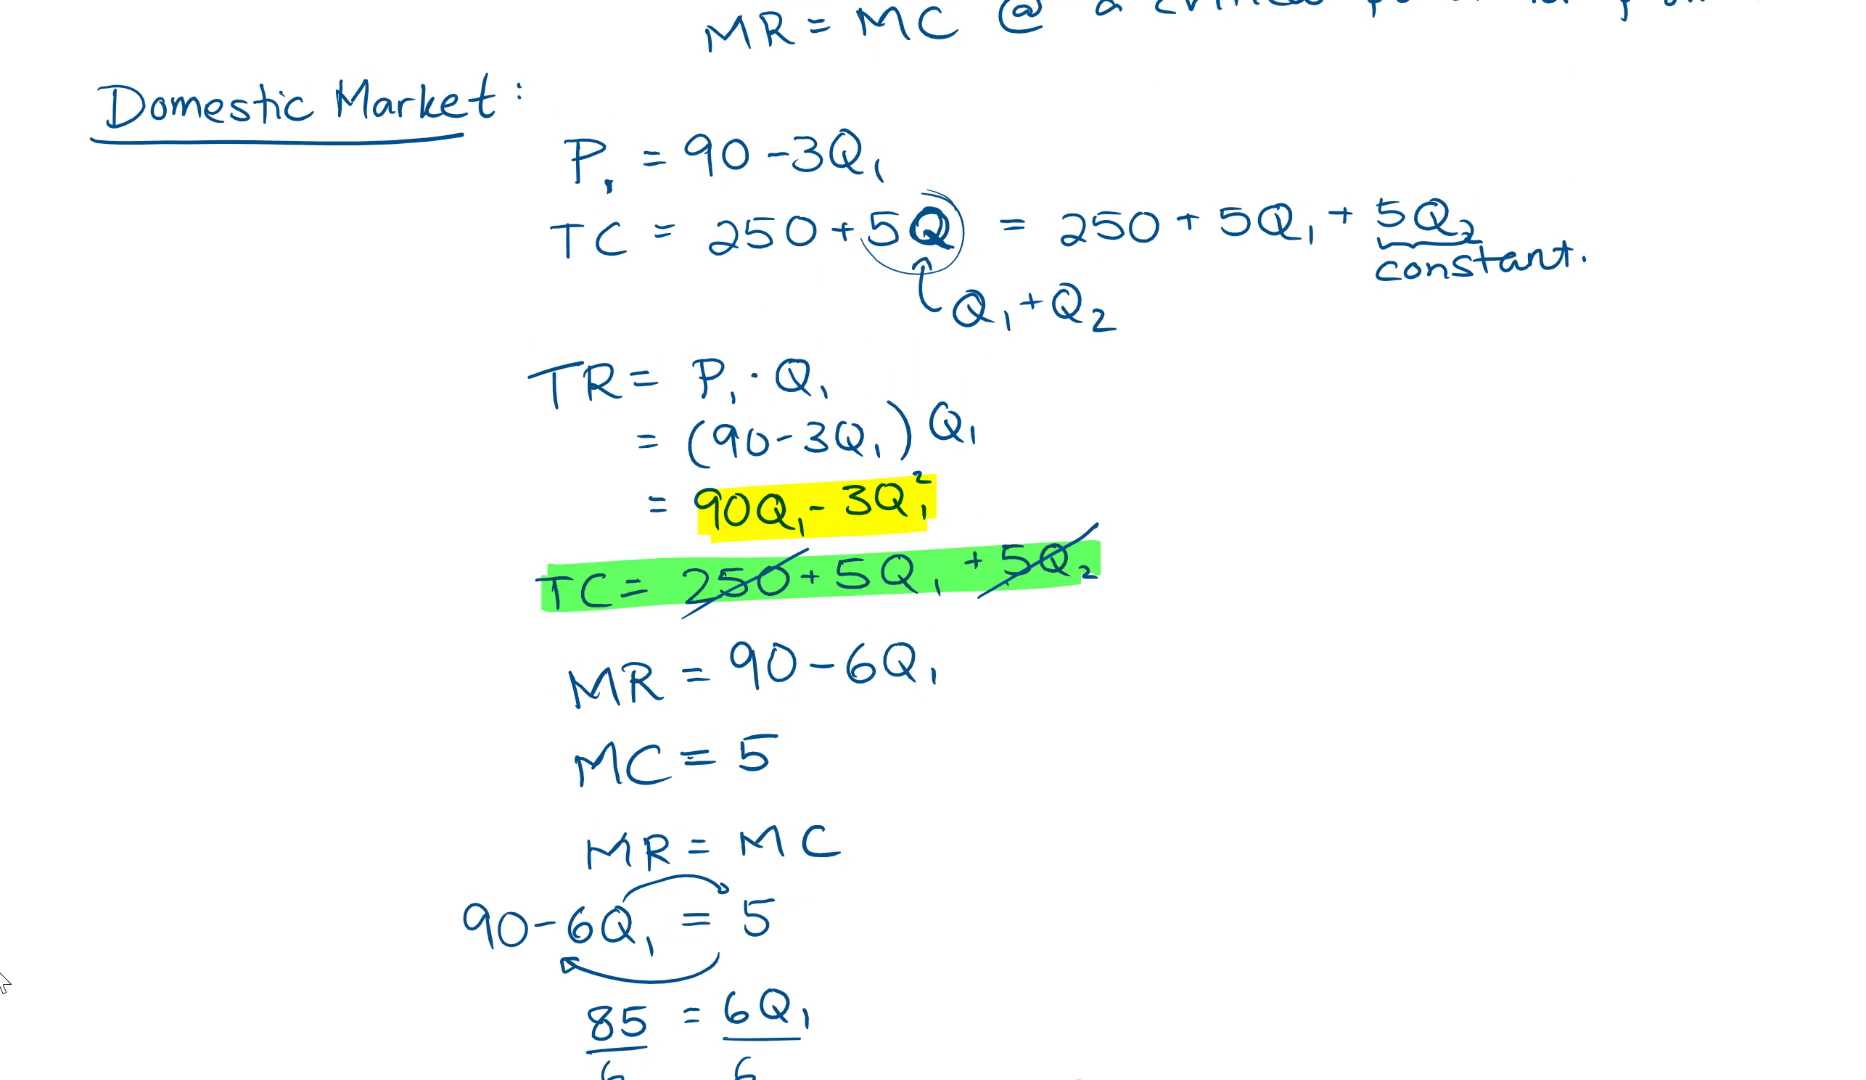 MR = MC @ a
Domestic Market:
P₁ = 90 - 3Q₁
TC = 250 + 5Q = 250 + 5Q₁ + 5Q₂
constant.
Q₁ + Q₂
TR = P₁ · Q₁
= (90 - 3Q₁) Q₁
= 90Q₁ - 3Q₁²
TC = 250 + 5Q₁ + 5Q₂
MR = 90 - 6Q₁
MC = 5
MR = MC
90 - 6Q₁ = 5
85 = 6Q₁
6 6